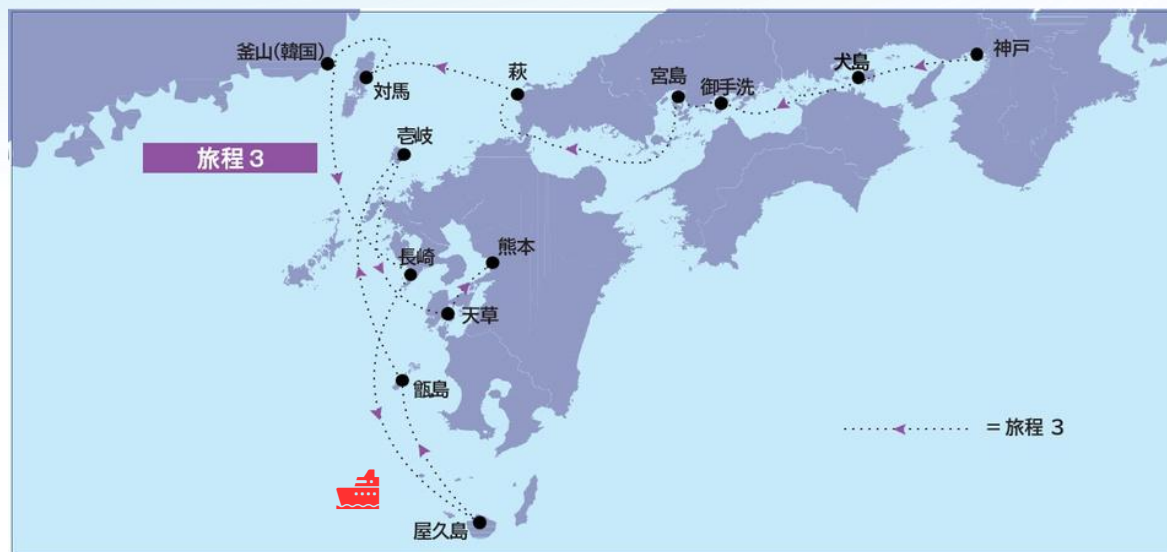 釜山(韓国)
対馬
萩
宮島
御手洗
犬島
神戸
壱岐
旅程 3
長崎
熊本
天草
甑島
= 旅程 3
屋久島